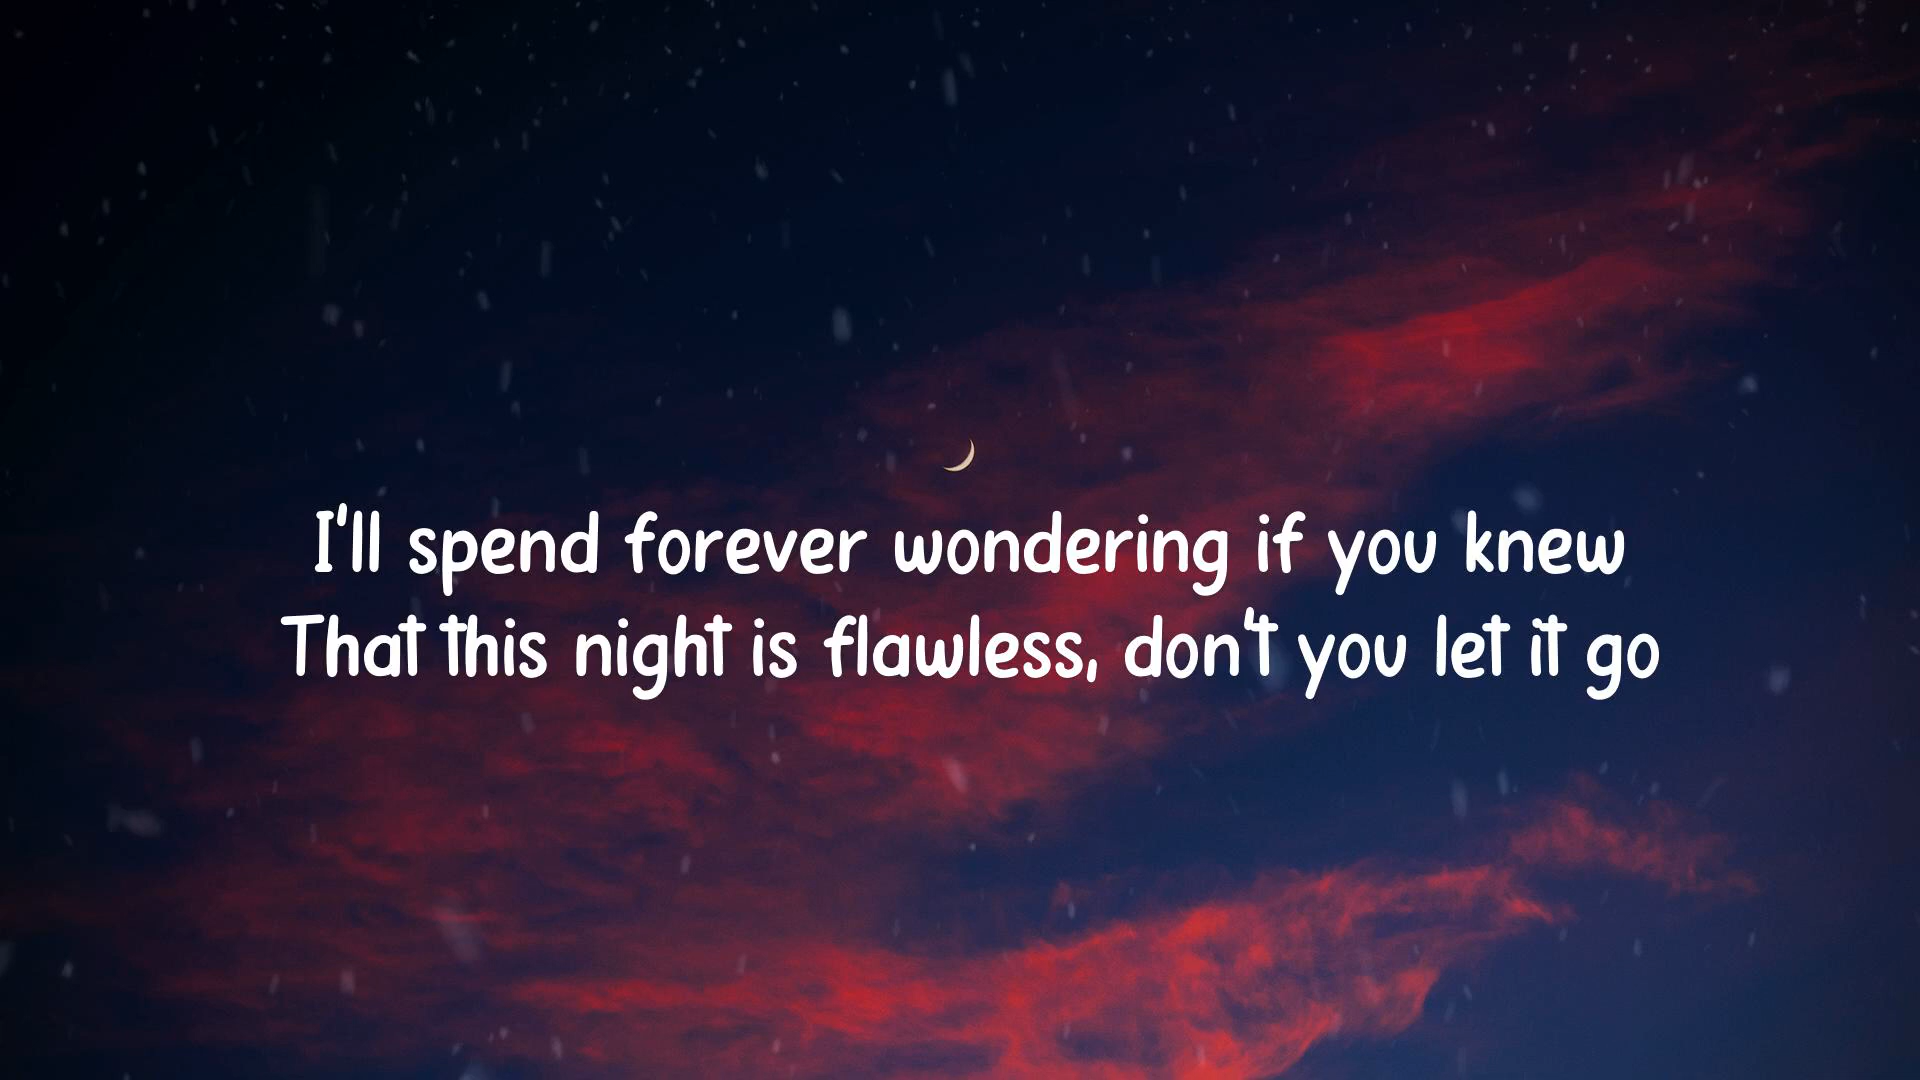 I'll spend forever wondering if you knew
That this night is flawless, don't you let it go